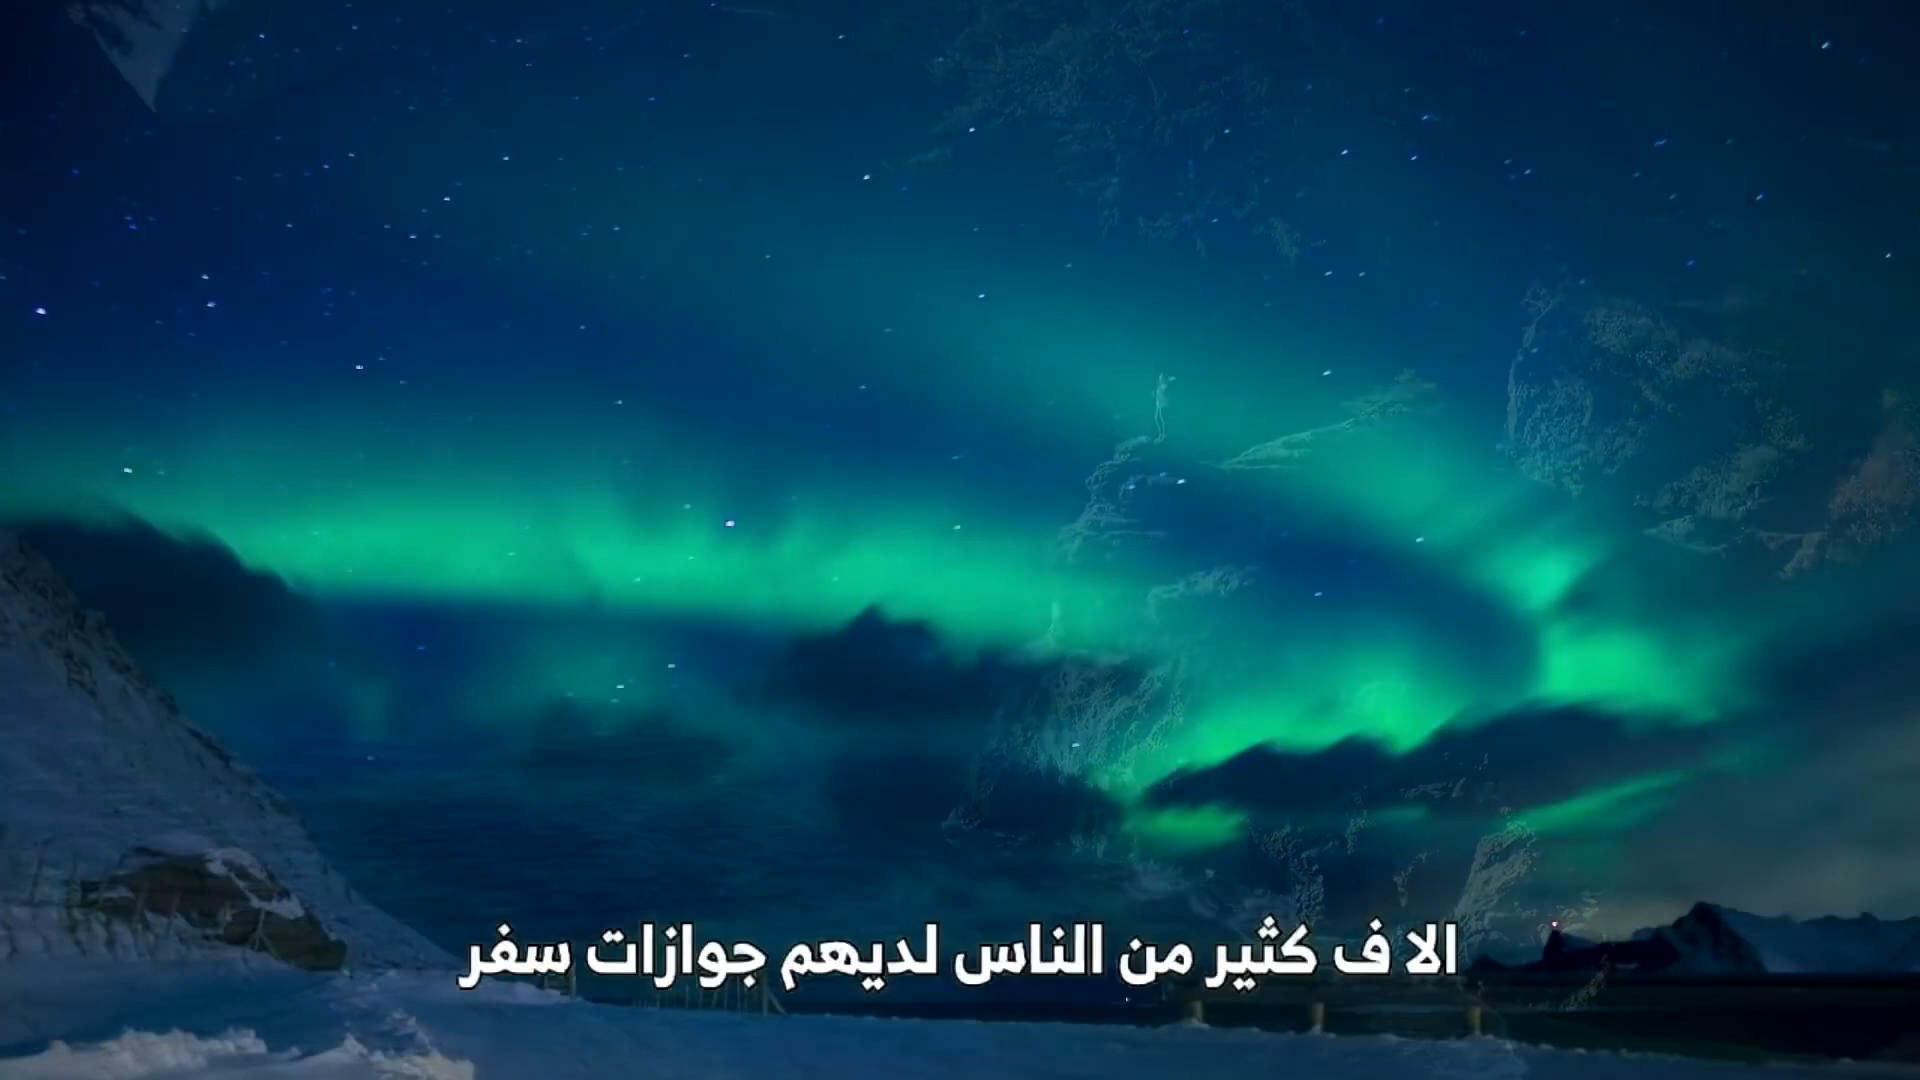 الا ف كثير من الناس لديهم جوازات سفر